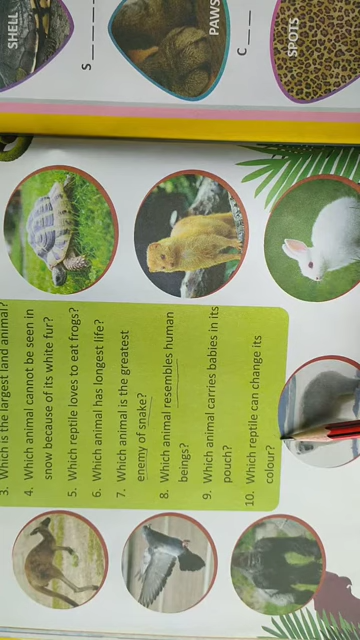 SHELL
S _ _ _ _
PAWS
C _ _ _
SPOTS
3. Which is the largest land animal?
4. Which animal cannot be seen in
snow because of its white fur?
5. Which reptile loves to eat frogs?
6. Which animal has longest life?
7. Which animal is the greatest
enemy of snake?
8. Which animal resembles human
beings?
9. Which animal carries babies in its
pouch?
10. Which reptile can change its
colour?